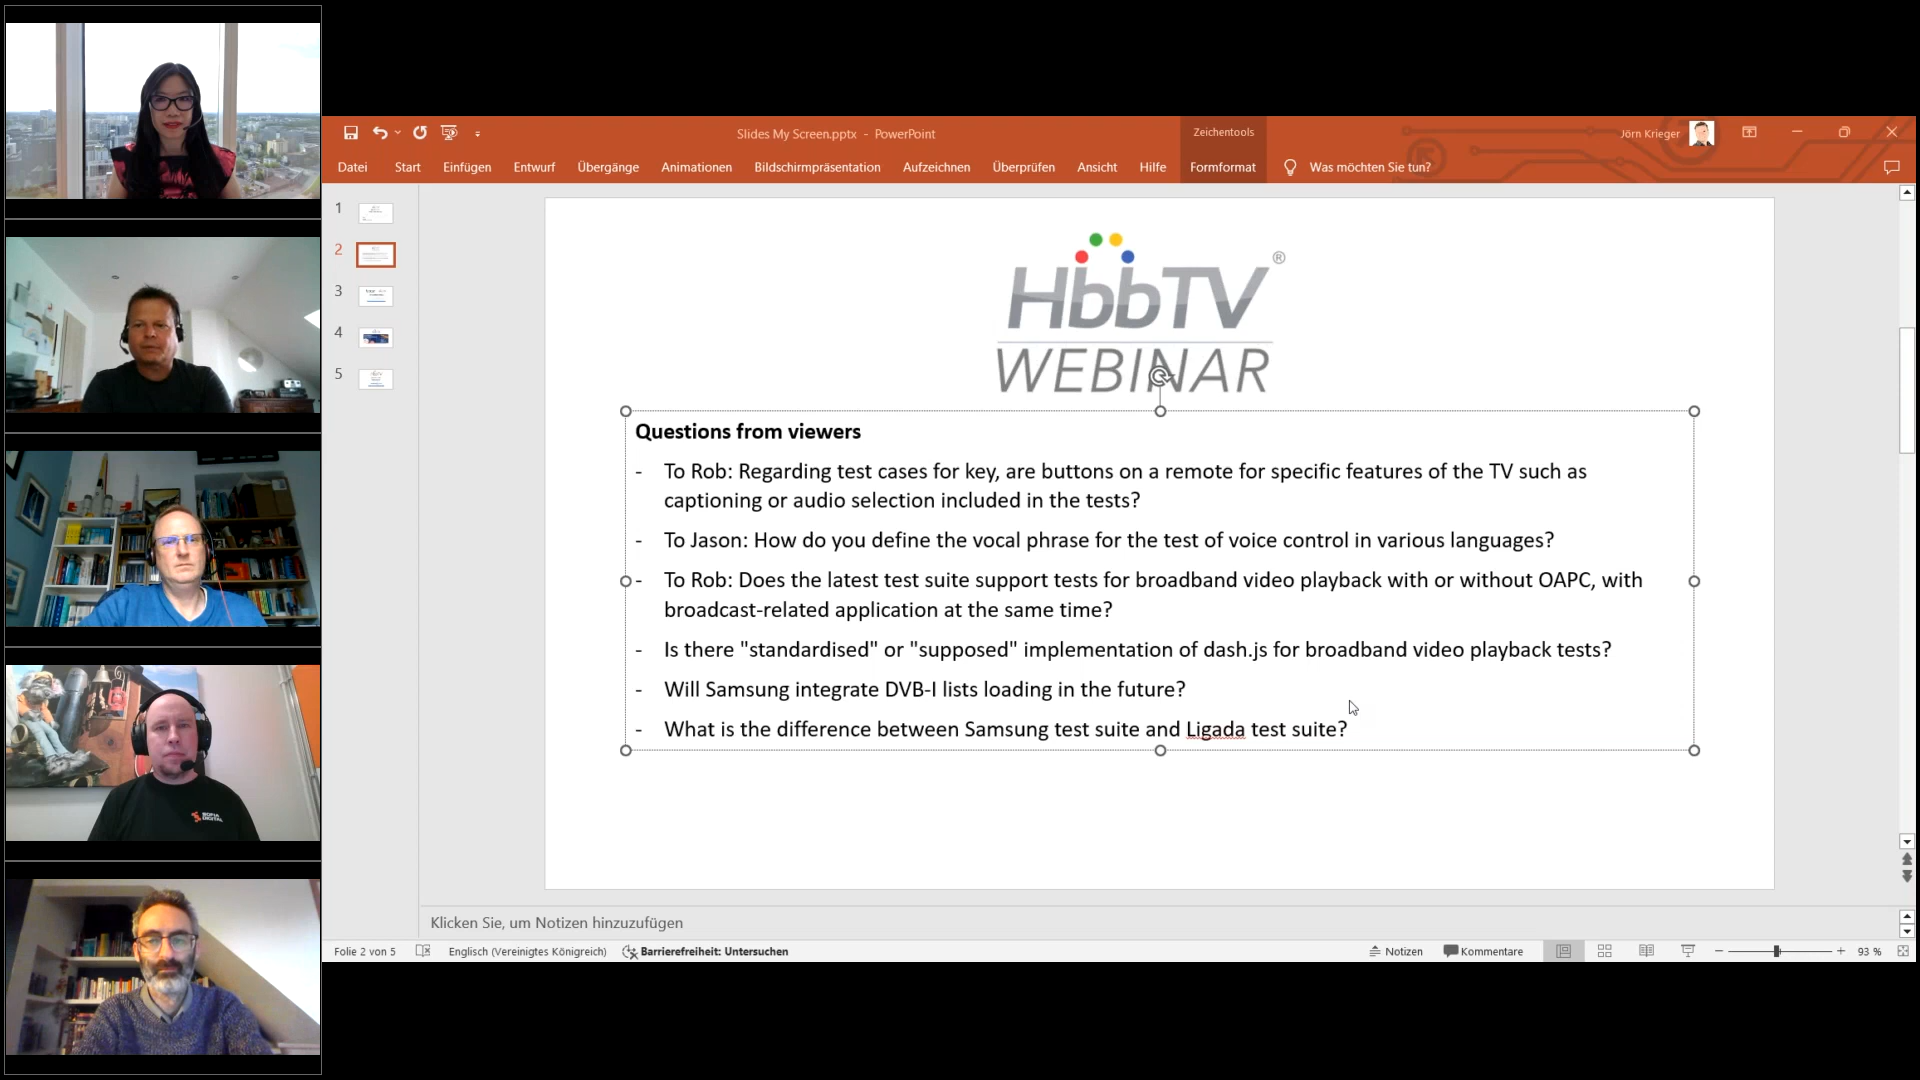 Slides My Screen.pptx - PowerPoint
Zeichentools
Jörn Krieger
Datei Start Einfügen Entwurf Übergänge Animationen Bildschirmpräsentation Aufzeichnen Überprüfen Ansicht Hilfe Formformat Was möchten Sie tun?
1
2
3
4
5
HbbTV ®
WEBINAR
Questions from viewers
- To Rob: Regarding test cases for key, are buttons on a remote for specific features of the TV such as
captioning or audio selection included in the tests?
- To Jason: How do you define the vocal phrase for the test of voice control in various languages?
- To Rob: Does the latest test suite support tests for broadband video playback with or without OAPC, with
broadcast-related application at the same time?
- Is there "standardised" or "supposed" implementation of dash.js for broadband video playback tests?
- Will Samsung integrate DVB-I lists loading in the future?
- What is the difference between Samsung test suite and Ligada test suite?
Klicken Sie, um Notizen hinzuzufügen
Folie 2 von 5 Englisch (Vereinigtes Königreich) Barrierefreiheit: Untersuchen Notizen Kommentare 93 %
SOFIA
DIGITAL